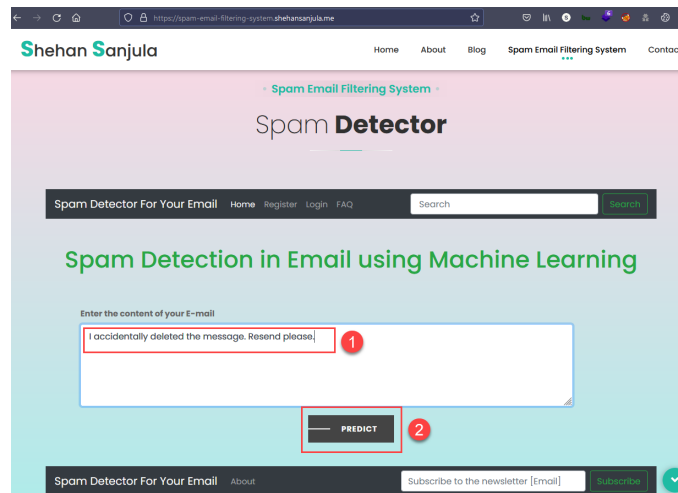 https://spam-email-filtering-system.shehansanjula.me
Shehan Sanjula
Home About Blog Spam Email Filtering System Contac
Spam Email Filtering System
Spam Detector
Spam Detector For Your Email Home Register Login FAQ Search Search
Spam Detection in Email using Machine Learning
Enter the content of your E-mail
I accidentally deleted the message. Resend please.
1
PREDICT
2
Spam Detector For Your Email About Subscribe to the newsletter [Email] Subscribe